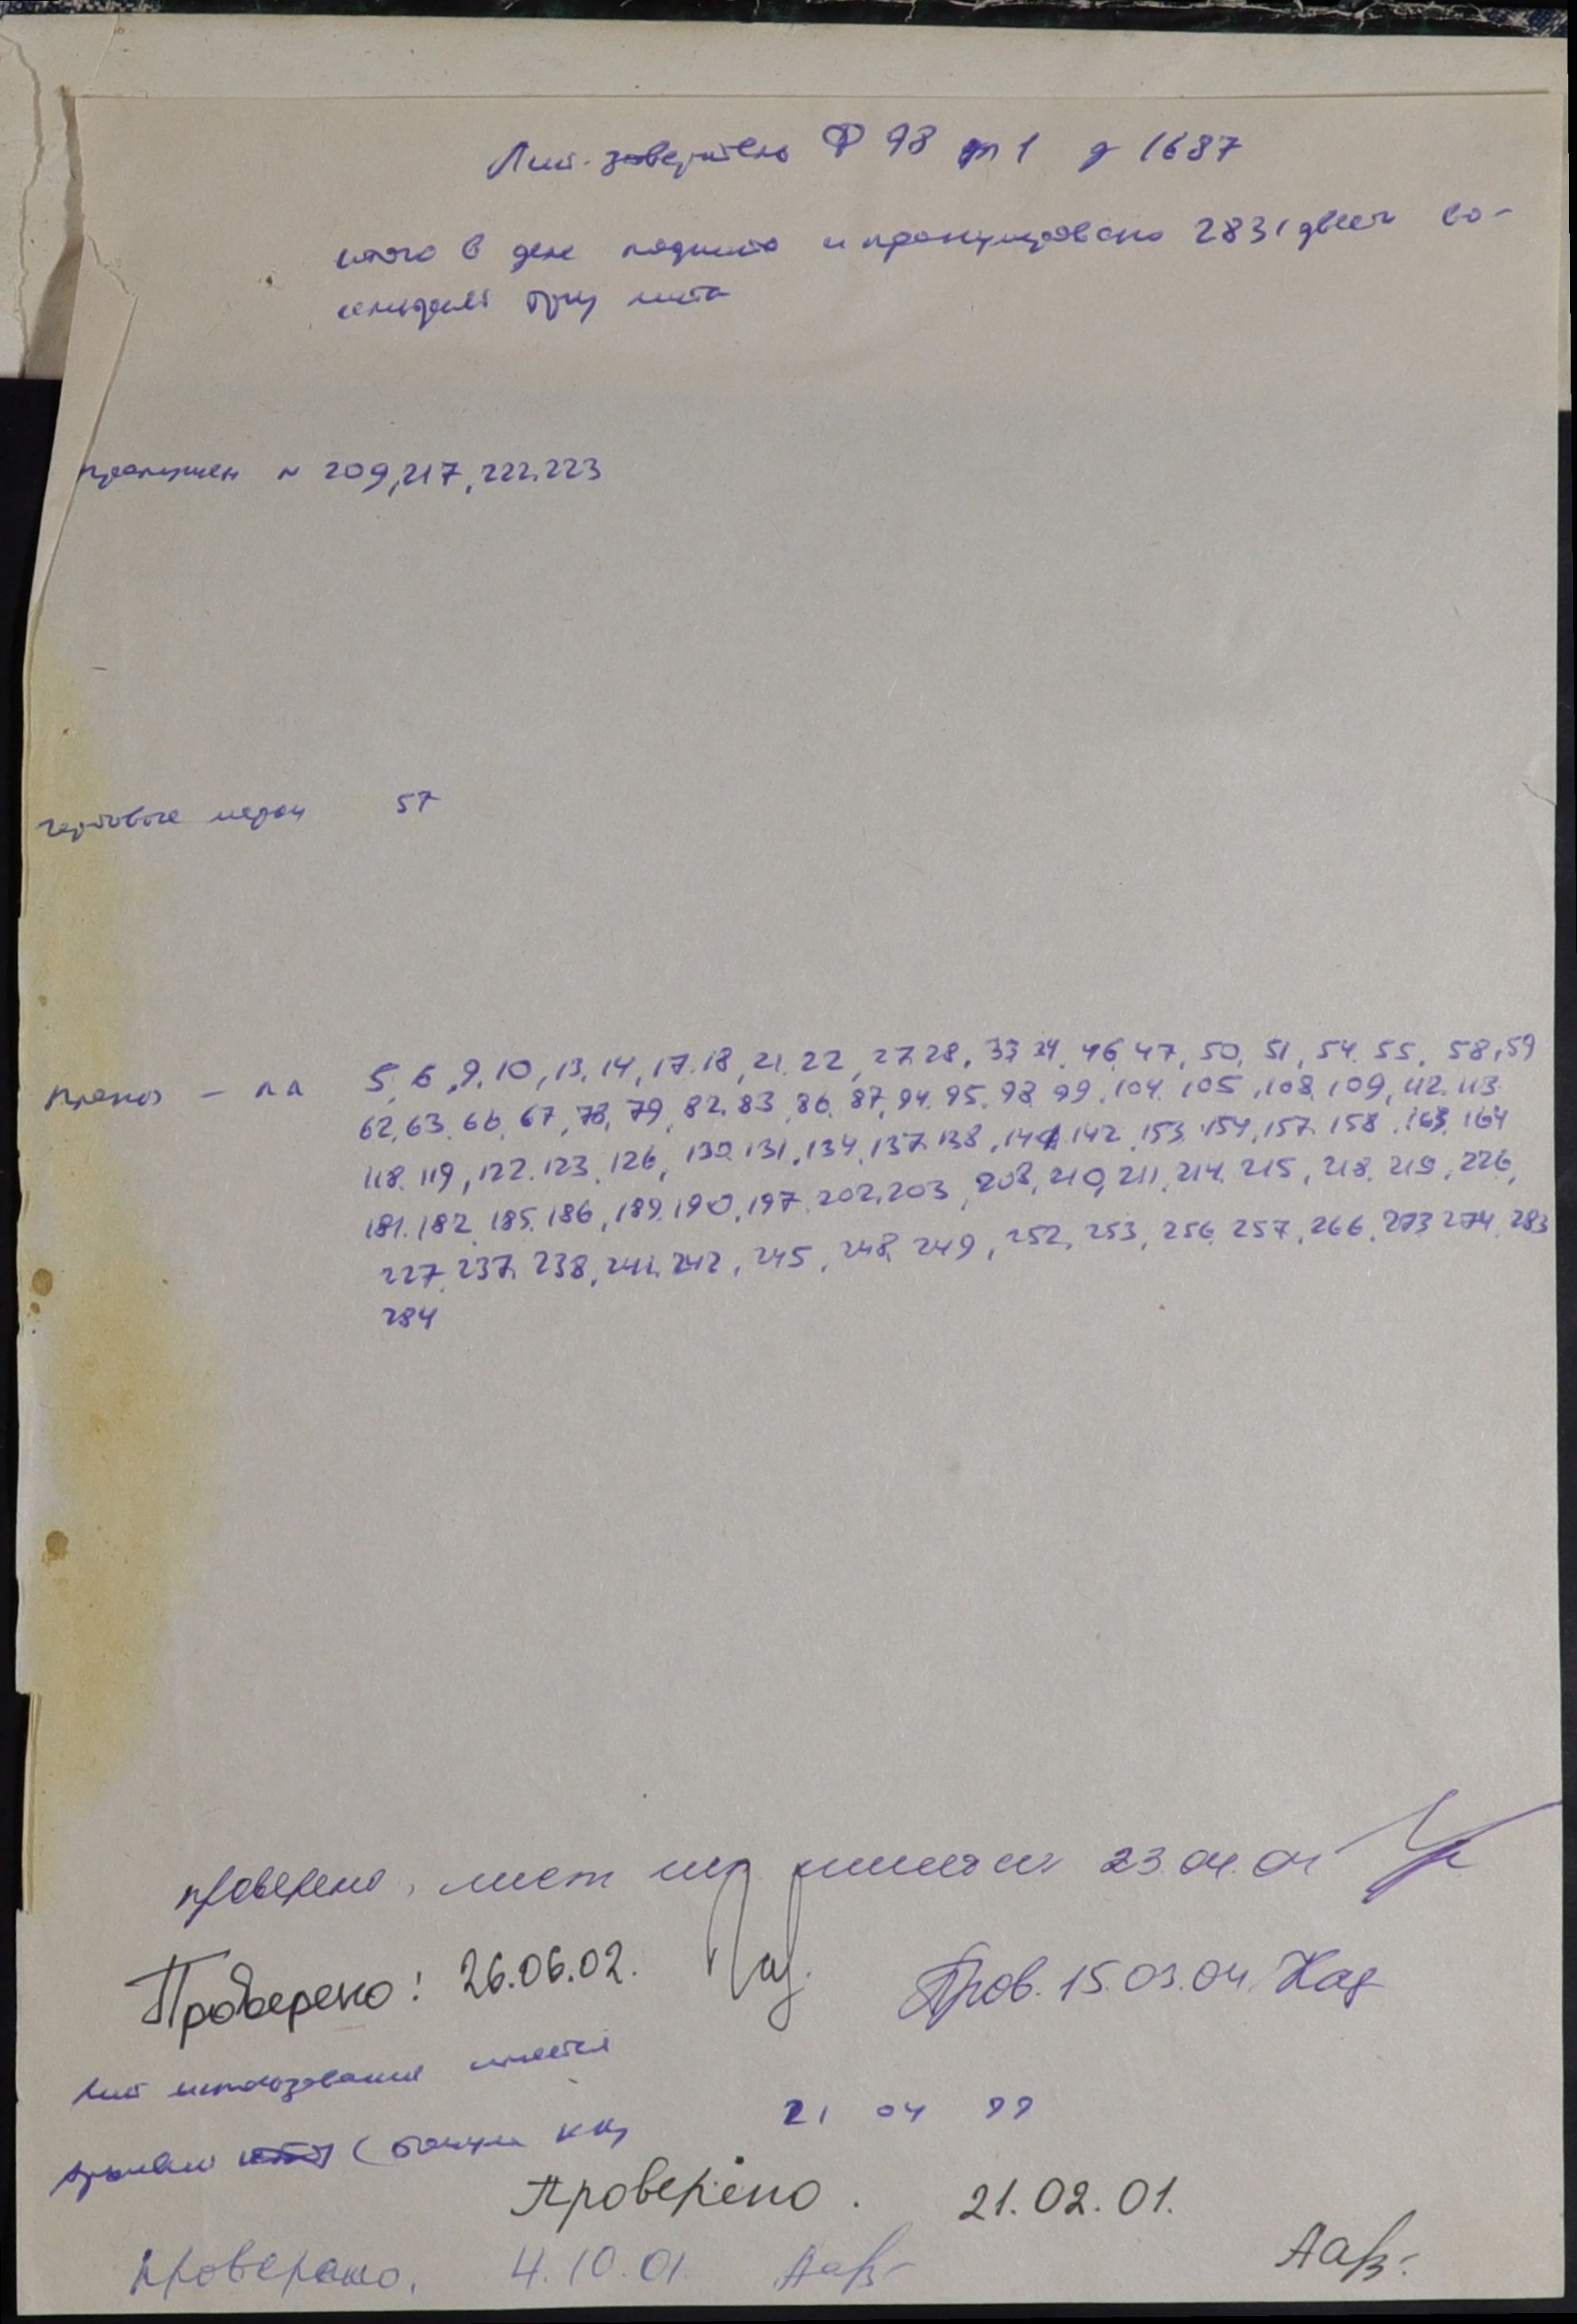 Лист-заверитель Ф 98 оп 1 д 1687
итого в деле подшито и пронумеровано 283 (двести во-
семьдесят три листа
пропущен N 209, 217, 222, 223
гербовые марки 57
5, 6, 9, 10, 13, 14, 17, 18, 21, 22, 27, 28, 33, 34, 46, 47, 50, 51, 54, 55, 58, 59
62, 63, 66, 67, 78, 79, 82, 83, 86, 87, 94, 95, 98, 99, 104, 105, 108, 109, 112, 113
118, 119, 122, 123, 126, 130, 131, 134, 137, 138, 142, 153, 154, 157, 158, 163, 164
181, 182, 185, 186, 189, 190, 197, 202, 203, 208, 210, 211, 214, 215, 218, 219, 226,
227, 237, 238, 241, 242, 245, 248, 249, 252, 253, 256, 257, 266, 273, 274, 283
284
проверено, лист 23.04.01
Проверено: 26.06.02.
Пров. 15.03.04.
лист использования имеется
21 04 99
Проверено. 21.02.01.
проверено. 4.10.01.